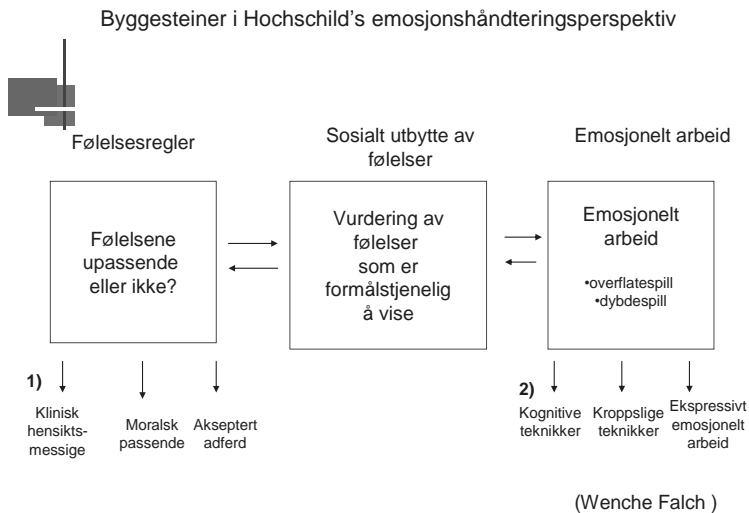 Byggesteiner i Hochschild’s emosjonshåndteringsperspektiv
Følelsesregler
Sosialt utbytte av
følelser
Emosjonelt arbeid
Følelsene
upassende
eller ikke?
Vurdering av
følelser
som er
formålstjenelig
å vise
Emosjonelt
arbeid
•overflatespill
•dybdespill
1)
Klinisk
hensikts-
messige
Moralsk
passende
Akseptert
adferd
2)
Kognitive
teknikker
Kroppslige
teknikker
Ekspressivt
emosjonelt
arbeid
(Wenche Falch )